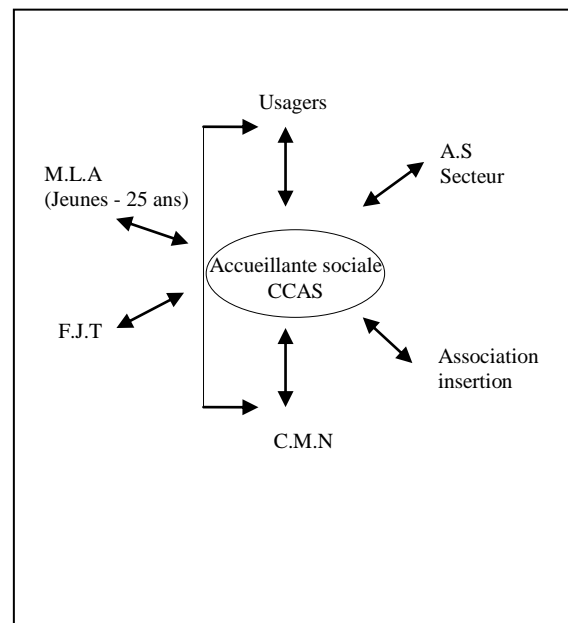 Usagers
A.S
Secteur
M.L.A
(Jeunes - 25 ans)
Accueillante sociale
CCAS
F.J.T
Association
insertion
C.M.N